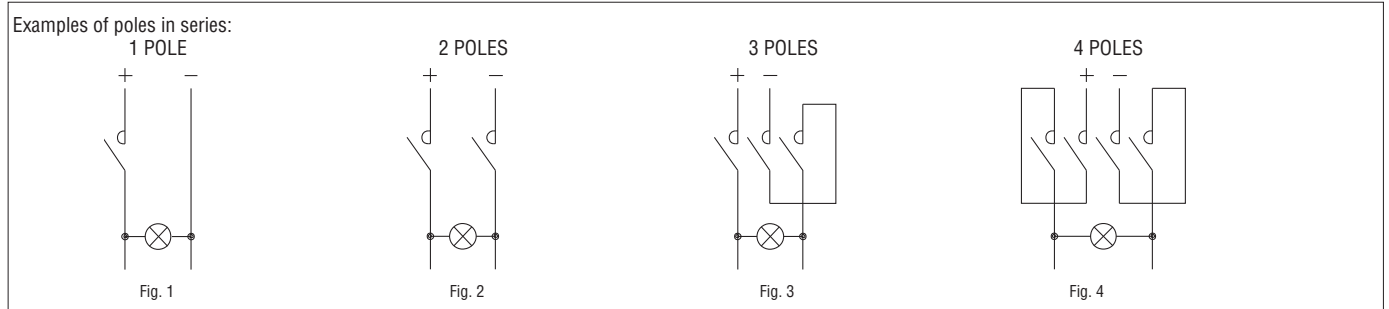 Examples of poles in series:
1 POLE 2 POLES 3 POLES 4 POLES
+ − + − + − + −
Fig. 1 Fig. 2 Fig. 3 Fig. 4